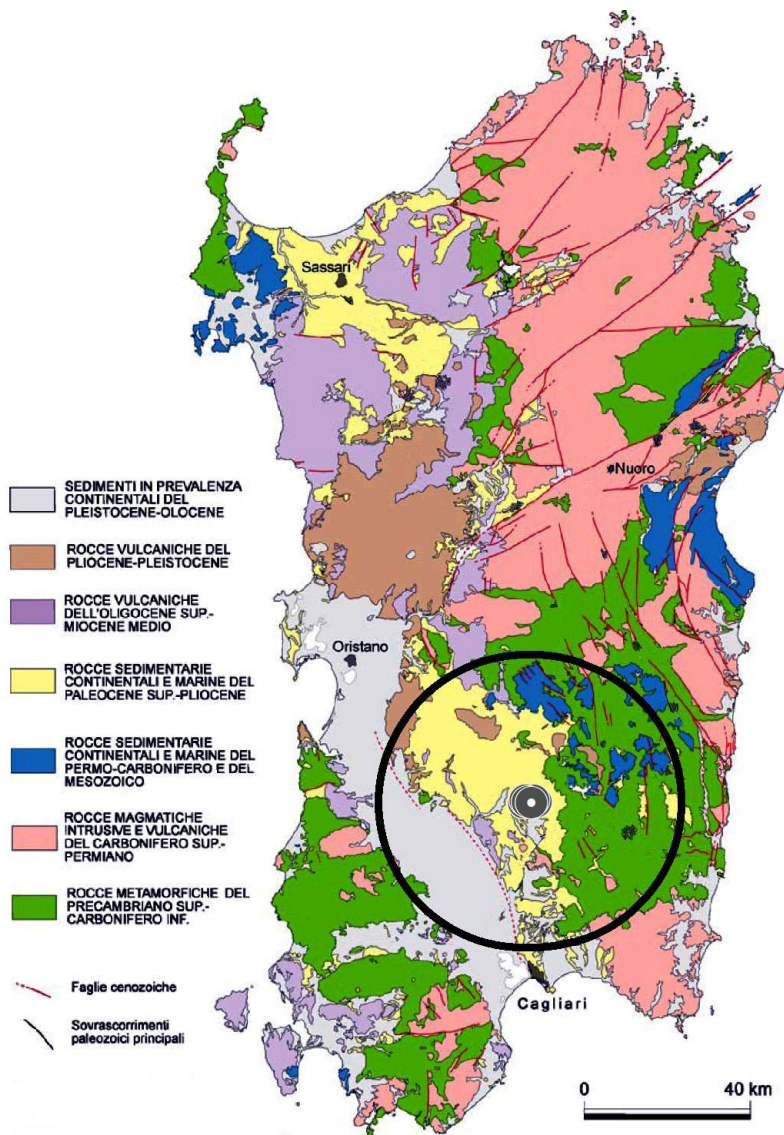 Sassari
Nuoro
SEDIMENTI IN PREVALENZA
CONTINENTALI DEL
PLEISTOCENE-OLOCENE
ROCCE VULCANICHE DEL
PLIOCENE-PLEISTOCENE
ROCCE VULCANICHE
DELL'OLIGOCENE SUP.-
MIOCENE MEDIO
Oristano
ROCCE SEDIMENTARIE
CONTINENTALI E MARINE DEL
PALEOCENE SUP.-PLIOCENE
ROCCE SEDIMENTARIE
CONTINENTALI E MARINE DEL
PERMO-CARBONIFERO E DEL
MESOZOICO
ROCCE MAGMATICHE
INTRUSIVE E VULCANICHE
DEL CARBONIFERO SUP.-
PERMIANO
ROCCE METAMORFICHE DEL
PRECAMBRIANO SUP.-
CARBONIFERO INF.
Faglie cenozoiche
Sovrascorrimenti
paleozoici principali
Cagliari
0 40 km